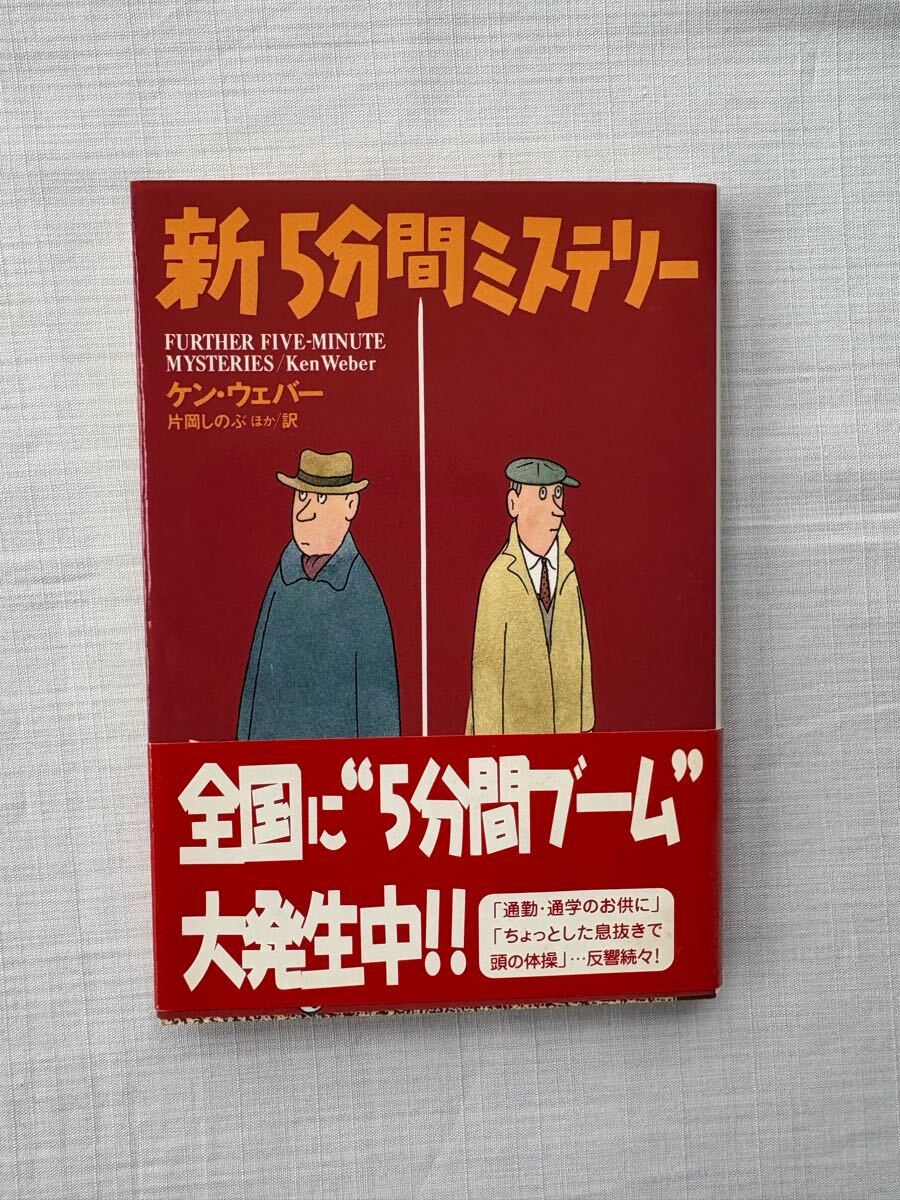 新5分間ミステリー
FURTHER FIVE-MINUTE
MYSTERIES/Ken Weber
ケン・ウェバー
片岡しのぶ ほか/訳
全国に“5分間ブーム”
大発生中!!
「通勤・通学のお供に」
「ちょっとした息抜きで
頭の体操」…反響続々!